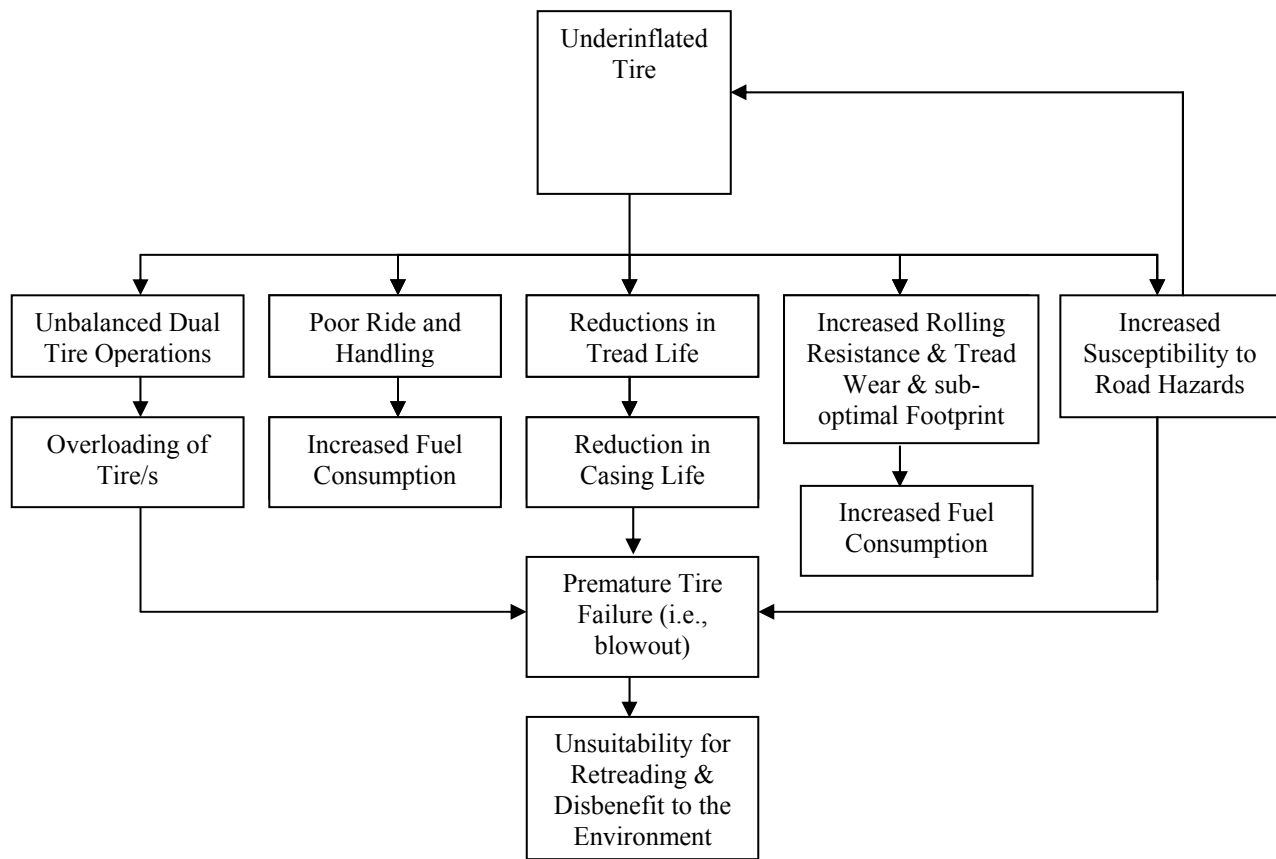 Underinflated
Tire
Unbalanced Dual
Tire Operations
Poor Ride and
Handling
Reductions in
Tread Life
Increased Rolling
Resistance & Tread
Wear & sub-
optimal Footprint
Increased
Susceptibility to
Road Hazards
Overloading of
Tire/s
Increased Fuel
Consumption
Reduction in
Casing Life
Increased Fuel
Consumption
Premature Tire
Failure (i.e.,
blowout)
Unsuitability for
Retreading &
Disbenefit to the
Environment